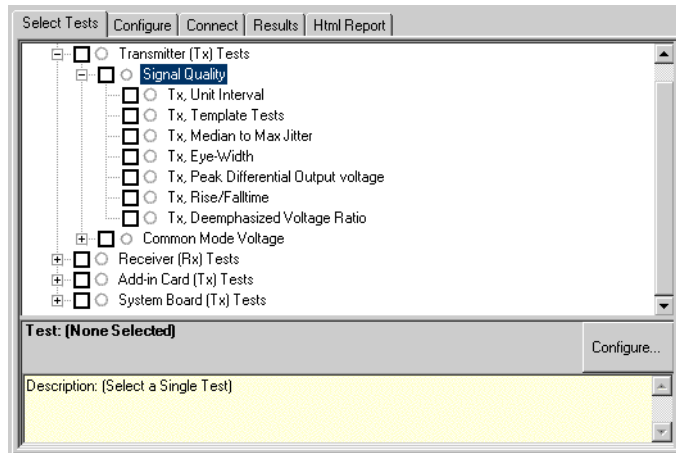 Select Tests Configure Connect Results Html Report
Transmitter (Tx) Tests
Signal Quality
Tx, Unit Interval
Tx, Template Tests
Tx, Median to Max Jitter
Tx, Eye-Width
Tx, Peak Differential Output voltage
Tx, Rise/Falltime
Tx, Deemphasized Voltage Ratio
Common Mode Voltage
Receiver (Rx) Tests
Add-in Card (Tx) Tests
System Board (Tx) Tests
Test: (None Selected)
Configure...
Description: (Select a Single Test)